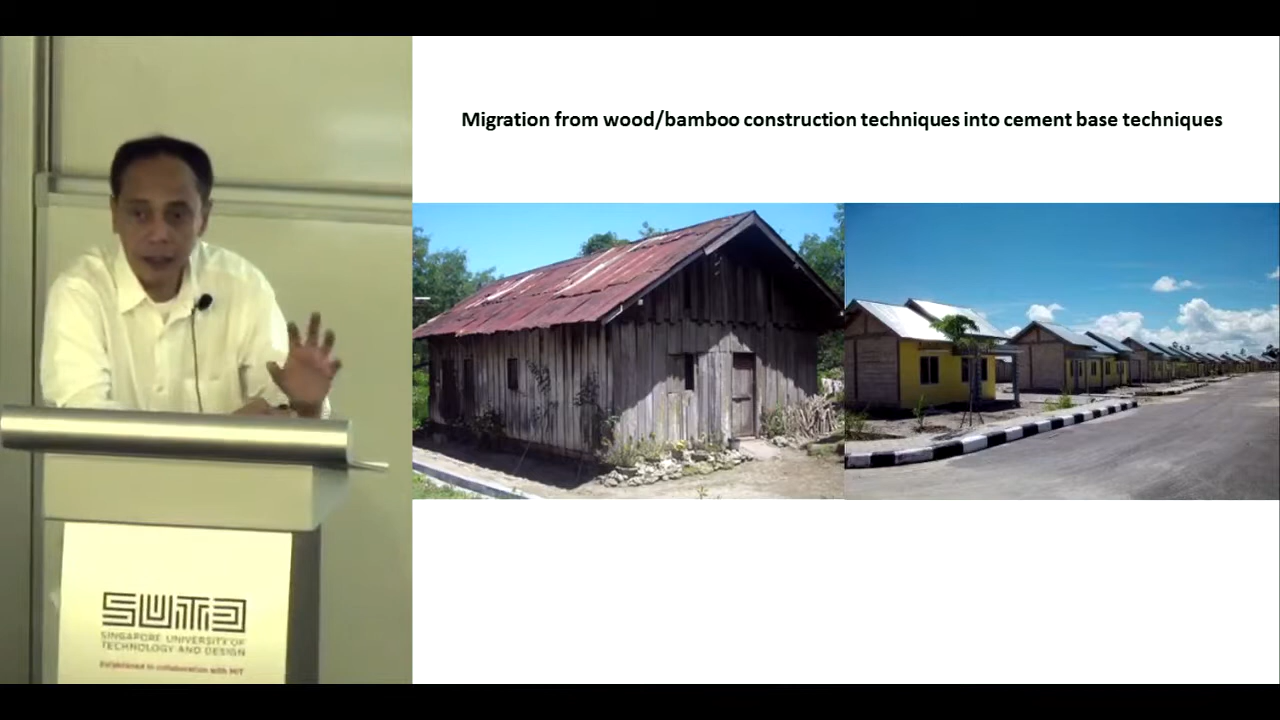 Migration from wood/bamboo construction techniques into cement base techniques
SUTD
SINGAPORE UNIVERSITY OF
TECHNOLOGY AND DESIGN
Established in collaboration with MIT